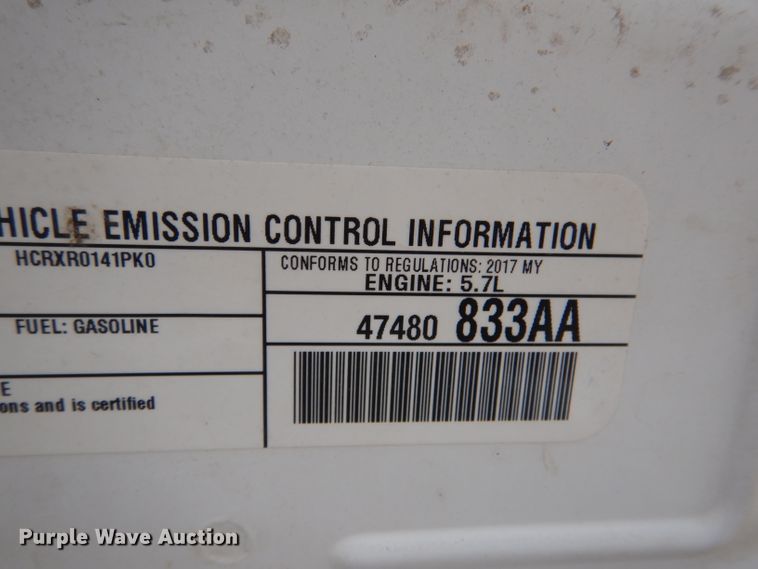 HICLE EMISSION CONTROL INFORMATION
HCRXR0141PK0
CONFORMS TO REGULATIONS: 2017 MY
ENGINE: 5.7L
FUEL: GASOLINE
47480 833AA
E
ons and is certified
Purple Wave Auction